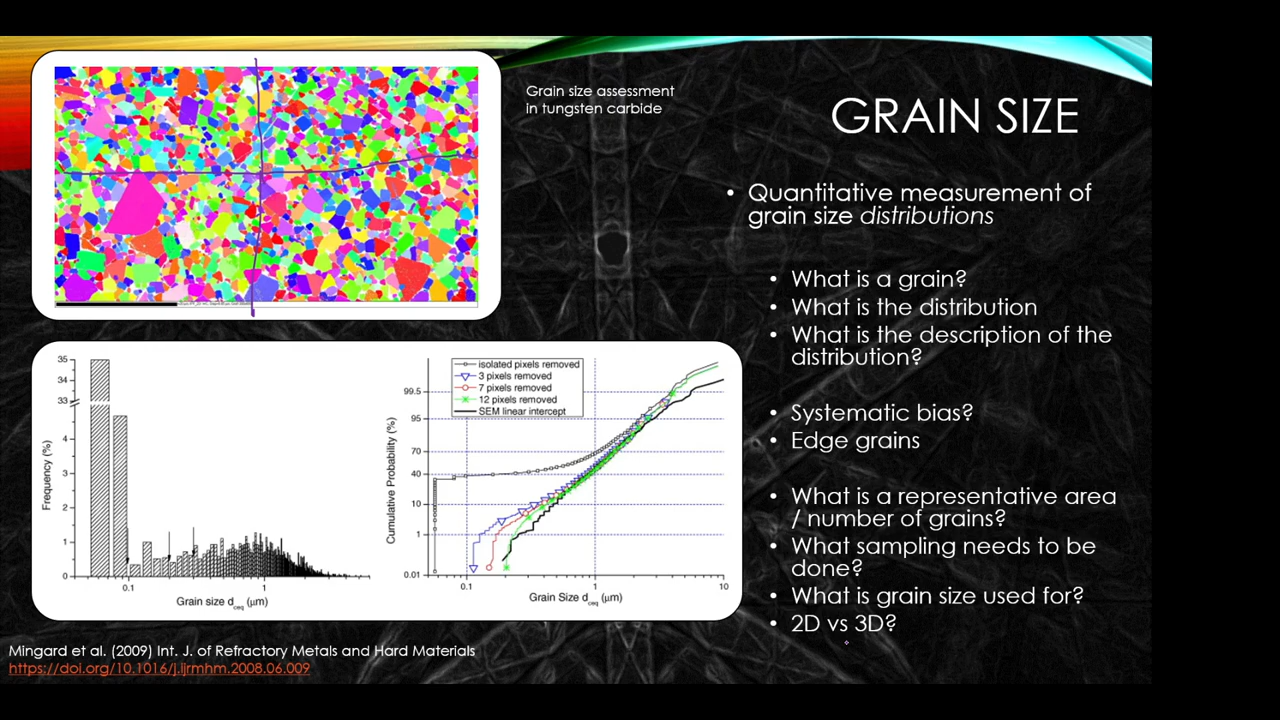 Grain size assessment
in tungsten carbide
GRAIN SIZE
• Quantitative measurement of
grain size distributions
• What is a grain?
• What is the distribution
• What is the description of the
distribution?
• Systematic bias?
• Edge grains
• What is a representative area
/ number of grains?
• What sampling needs to be
done?
• What is grain size used for?
• 2D vs 3D?
35
34
33
4
3
2
1
0
Frequency (%)
0.1
1
Grain size dceq (μm)
isolated pixels removed
3 pixels removed
7 pixels removed
12 pixels removed
SEM linear intercept
99.5
95
70
40
10
1
0.01
Cumulative Probability (%)
0.1
1
10
Grain Size dceq (μm)
Mingard et al. (2009) Int. J. of Refractory Metals and Hard Materials
https://doi.org/10.1016/j.ijrmhm.2008.06.009